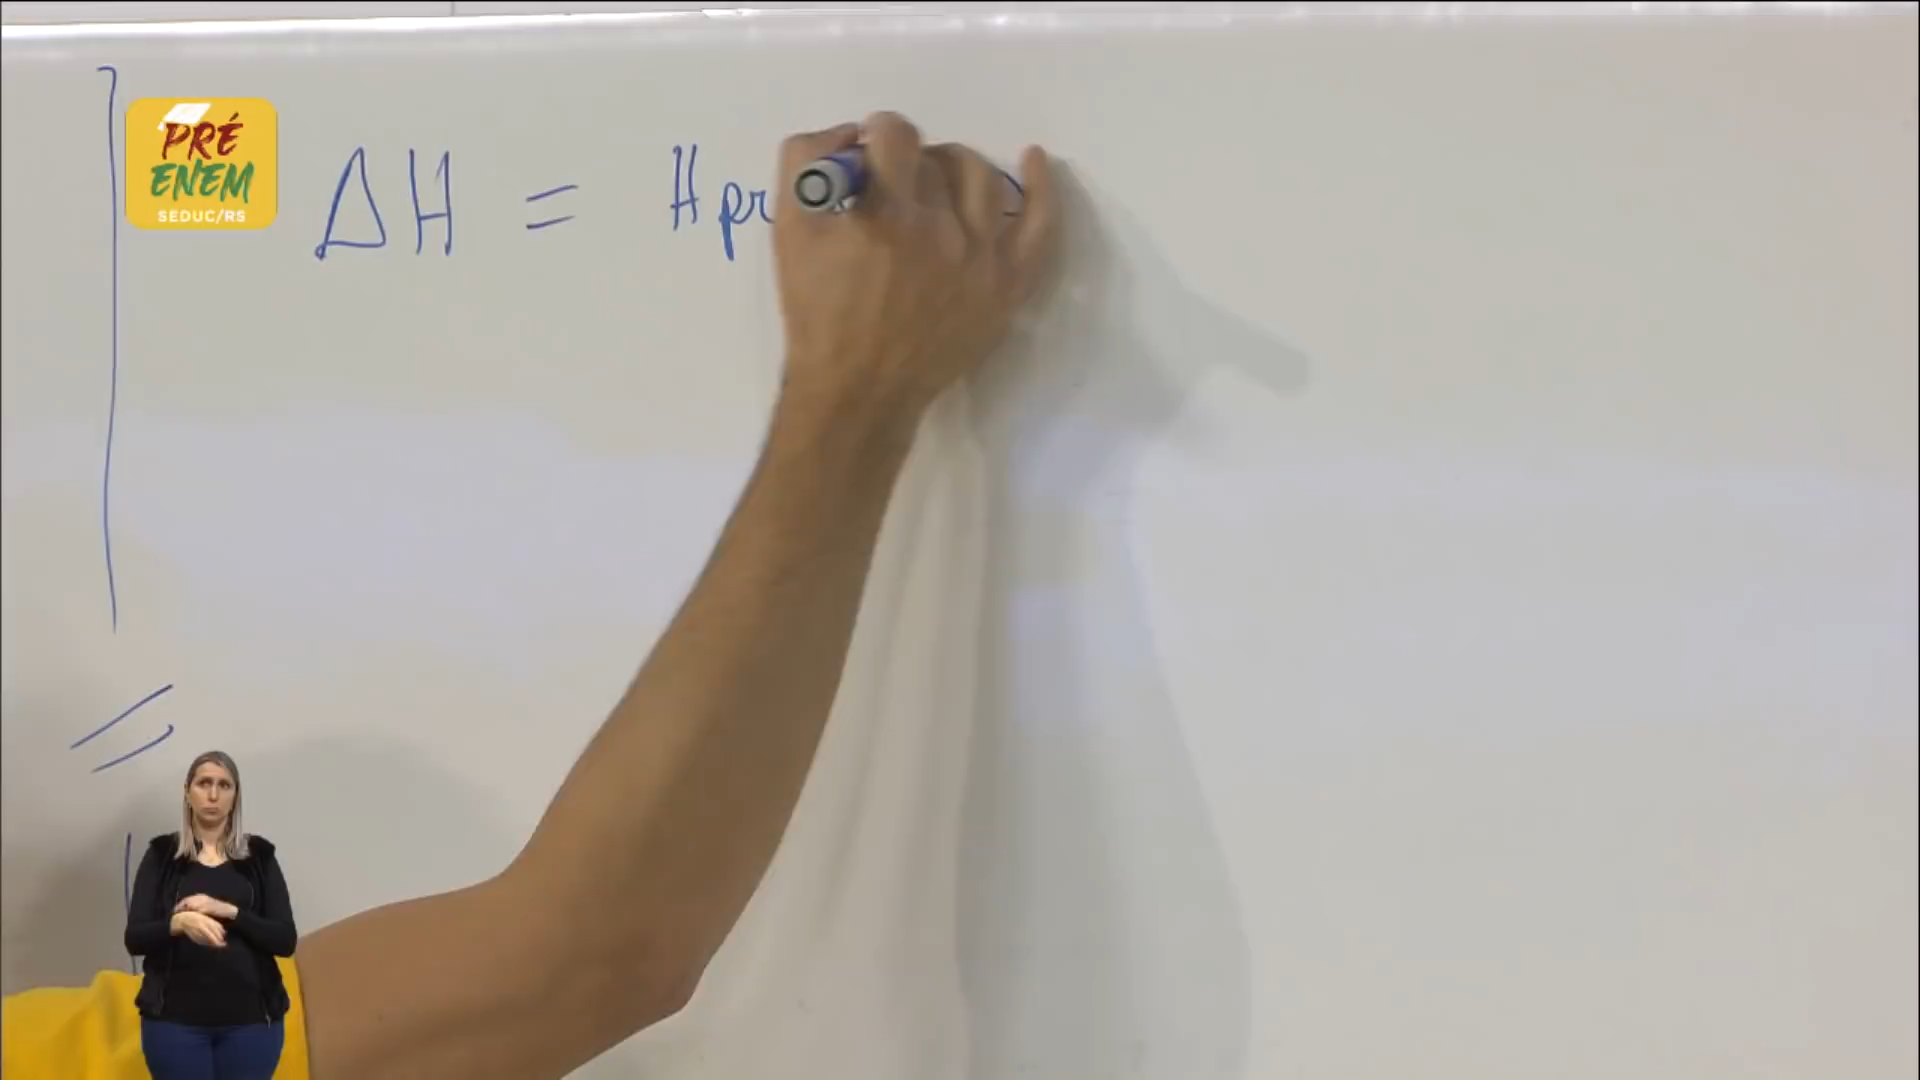 PRÉ
ENEM
SEDUC/RS
ΔH = Hpr
=